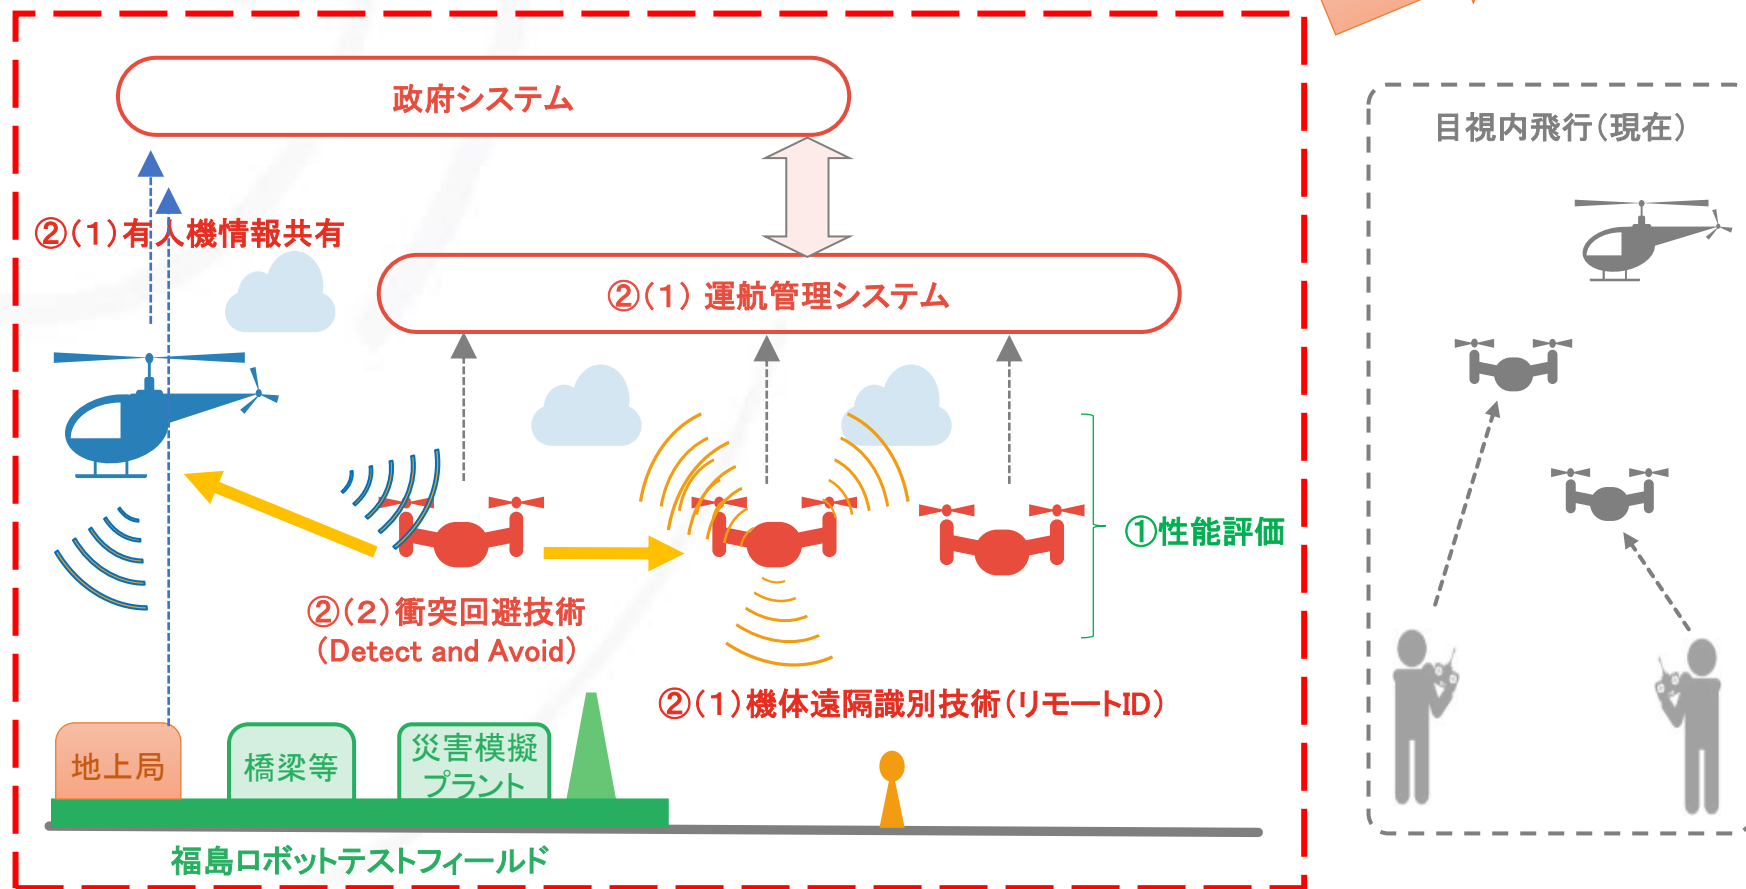 政府システム
目視内飛行(現在)
②(1)有人機情報共有
②(1) 運航管理システム
①性能評価
②(2)衝突回避技術
(Detect and Avoid)
②(1)機体遠隔識別技術(リモートID)
地上局
橋梁等
災害模擬
プラント
福島ロボットテストフィールド